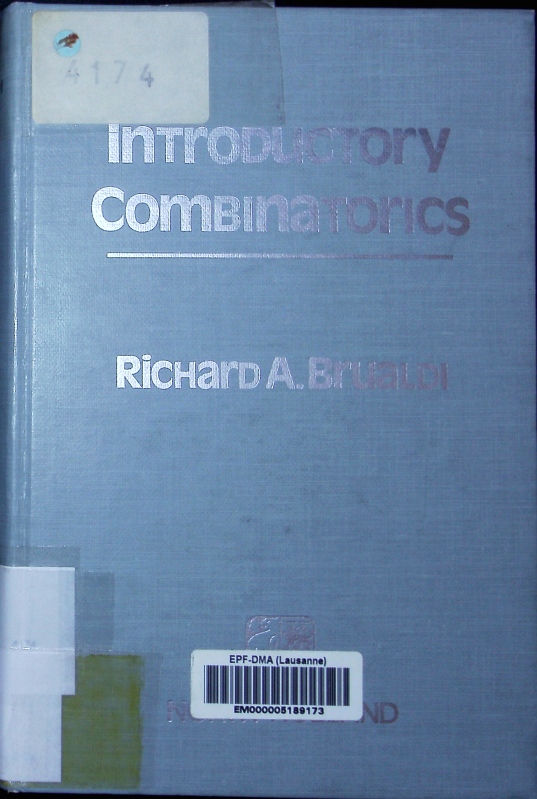 4174
Introductory
Combinatorics
Richard A. Brualdi
EPF-DMA (Lausanne)
EM000005189173